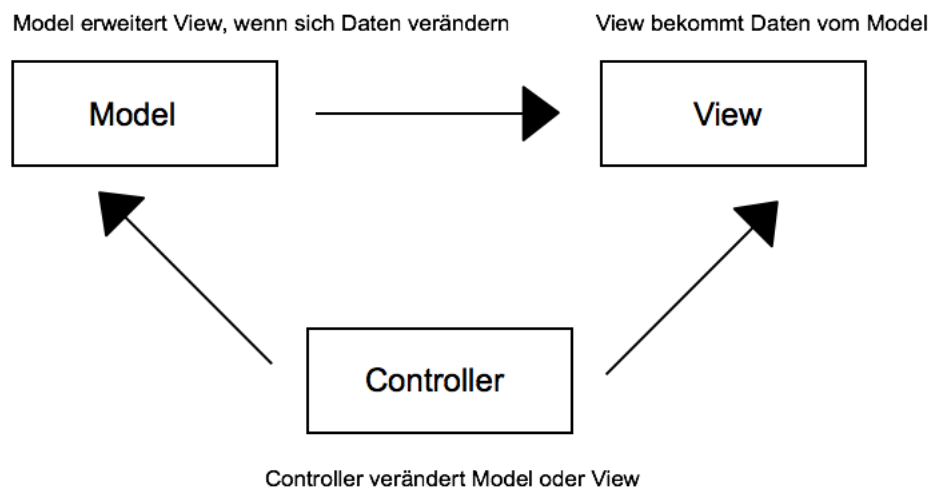 Model erweitert View, wenn sich Daten verändern
View bekommt Daten vom Model
Model
View
Controller
Controller verändert Model oder View